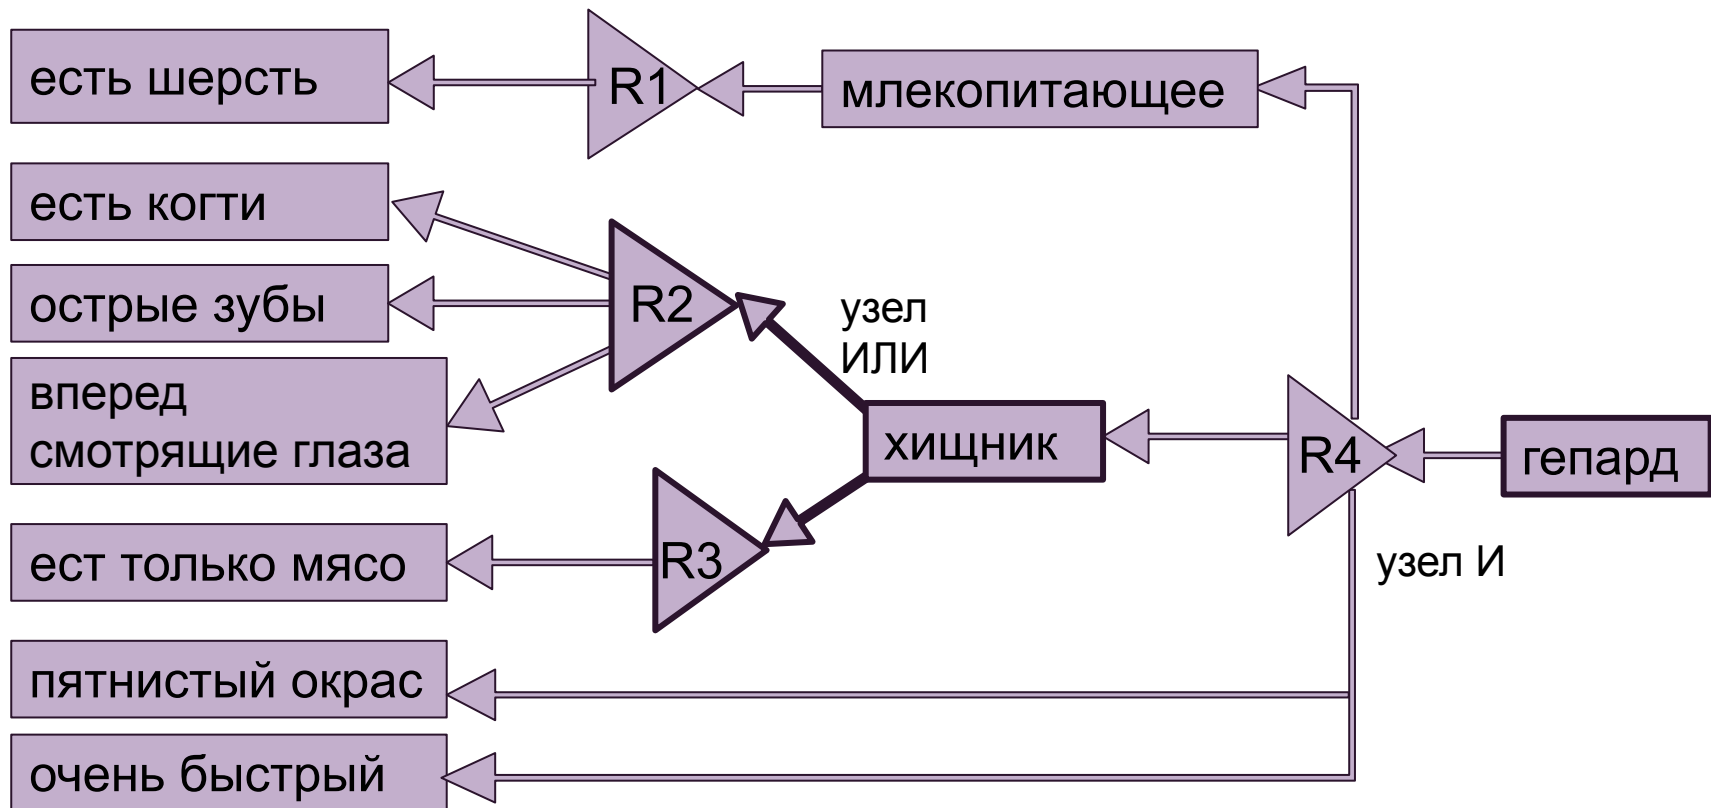 есть шерсть
R1
млекопитающее
есть когти
острые зубы
R2
узел
ИЛИ
вперед
смотрящие глаза
хищник
R4
гепард
ест только мясо
R3
узел И
пятнистый окрас
очень быстрый